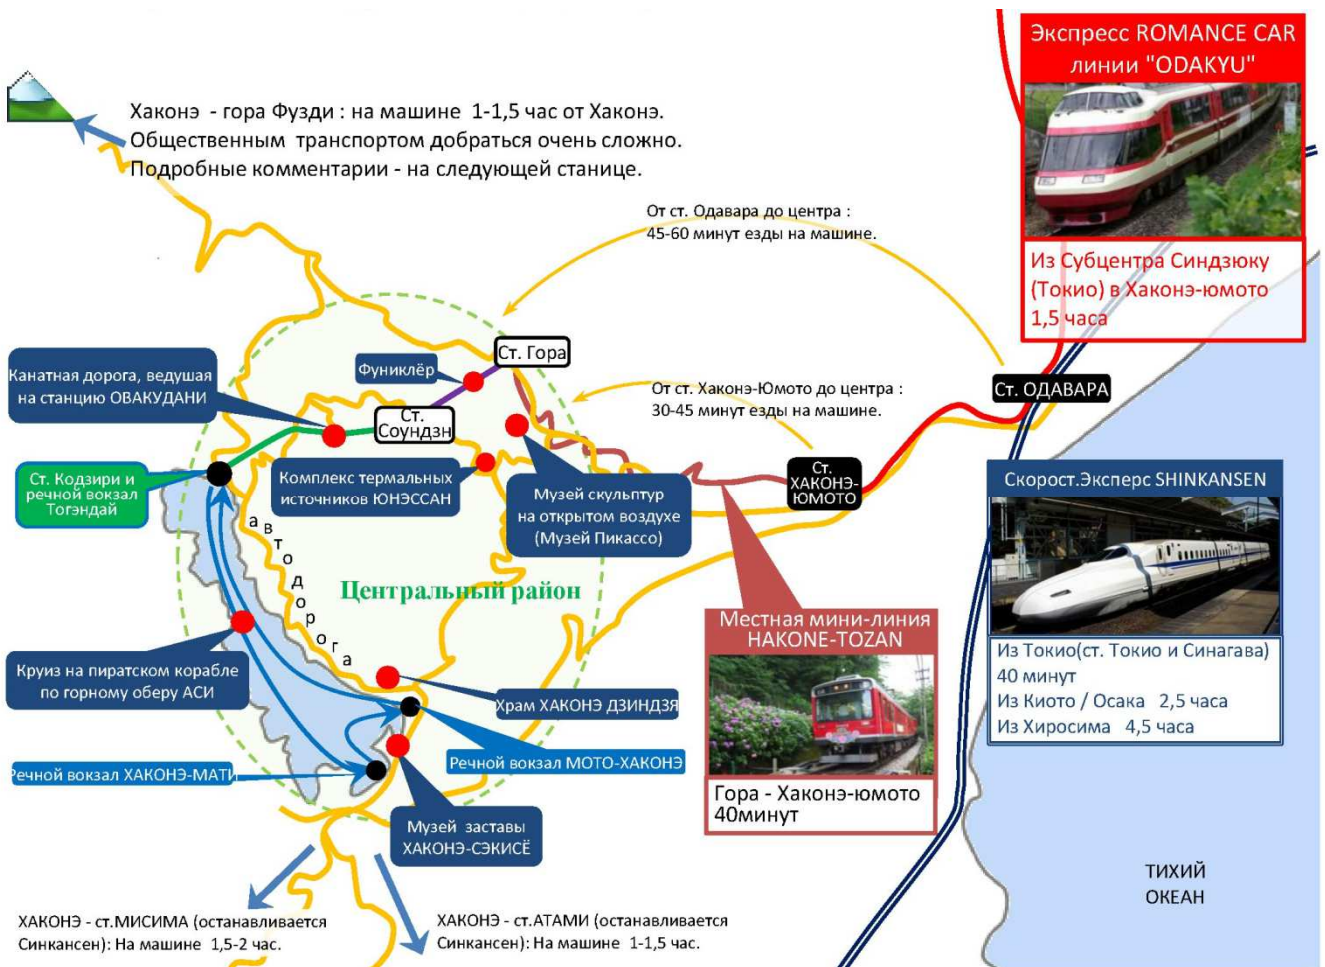 Экспресс ROMANCE CAR
линии "ODAKYU"
Хаконэ - гора Фузди : на машине 1-1,5 час от Хаконэ.
Общественным транспортом добраться очень сложно.
Подробные комментарии - на следующей станице.
От ст. Одавара до центра :
45-60 минут езды на машине.
Из Субцентра Синдзюку
(Токио) в Хаконэ-юмото
1,5 часа
Ст. Гора
Фуниклёр
Канатная дорога, ведушая
на станцию ОВАКУДАНИ
Ст.
Соундзн
От ст. Хаконэ-Юмото до центра :
30-45 минут езды на машине.
Ст. ОДАВАРА
Ст. Кодзири и
речной вокзал
Тогэндай
Комплекс термальных
источников ЮНЭССАН
Музей скульптур
на открытом воздухе
(Музей Пикассо)
Ст.
ХАКОНЭ-
ЮМОТО
Скорост.Эксперс SHINKANSEN
автодорога
Центральный район
Местная мини-линия
HAKONE-TOZAN
Из Токио(ст. Токио и Синагава)
40 минут
Из Киото / Осака 2,5 часа
Из Хиросима 4,5 часа
Круиз на пиратском корабле
по горному оберу АСИ
Храм ХАКОНЭ ДЗИНДЗЯ
Речной вокзал МОТО-ХАКОНЭ
Речной вокзал ХАКОНЭ-МАТИ
Гора - Хаконэ-юмото
40минут
Музей заставы
ХАКОНЭ-СЭКИСЁ
ТИХИЙ
ОКЕАН
ХАКОНЭ - ст.МИСИМА (останавливается
Синкансен): На машине 1,5-2 час.
ХАКОНЭ - ст.АТАМИ (останавливается
Синкансен): На машине 1-1,5 час.